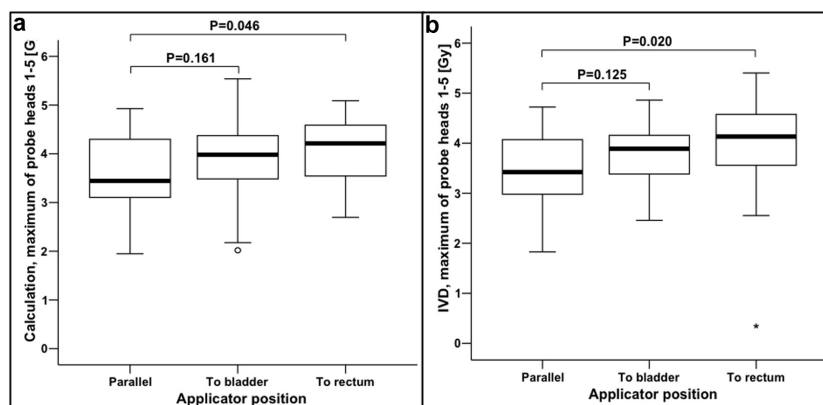 a
P=0.046
P=0.161
Calculation, maximum of probe heads 1-5 [G
6
5
4
3
2
1
0
Parallel To bladder To rectum
Applicator position
b
P=0.020
P=0.125
IVD, maximum of probe heads 1-5 [Gy]
6
5
4
3
2
1
0
*
Parallel To bladder To rectum
Applicator position